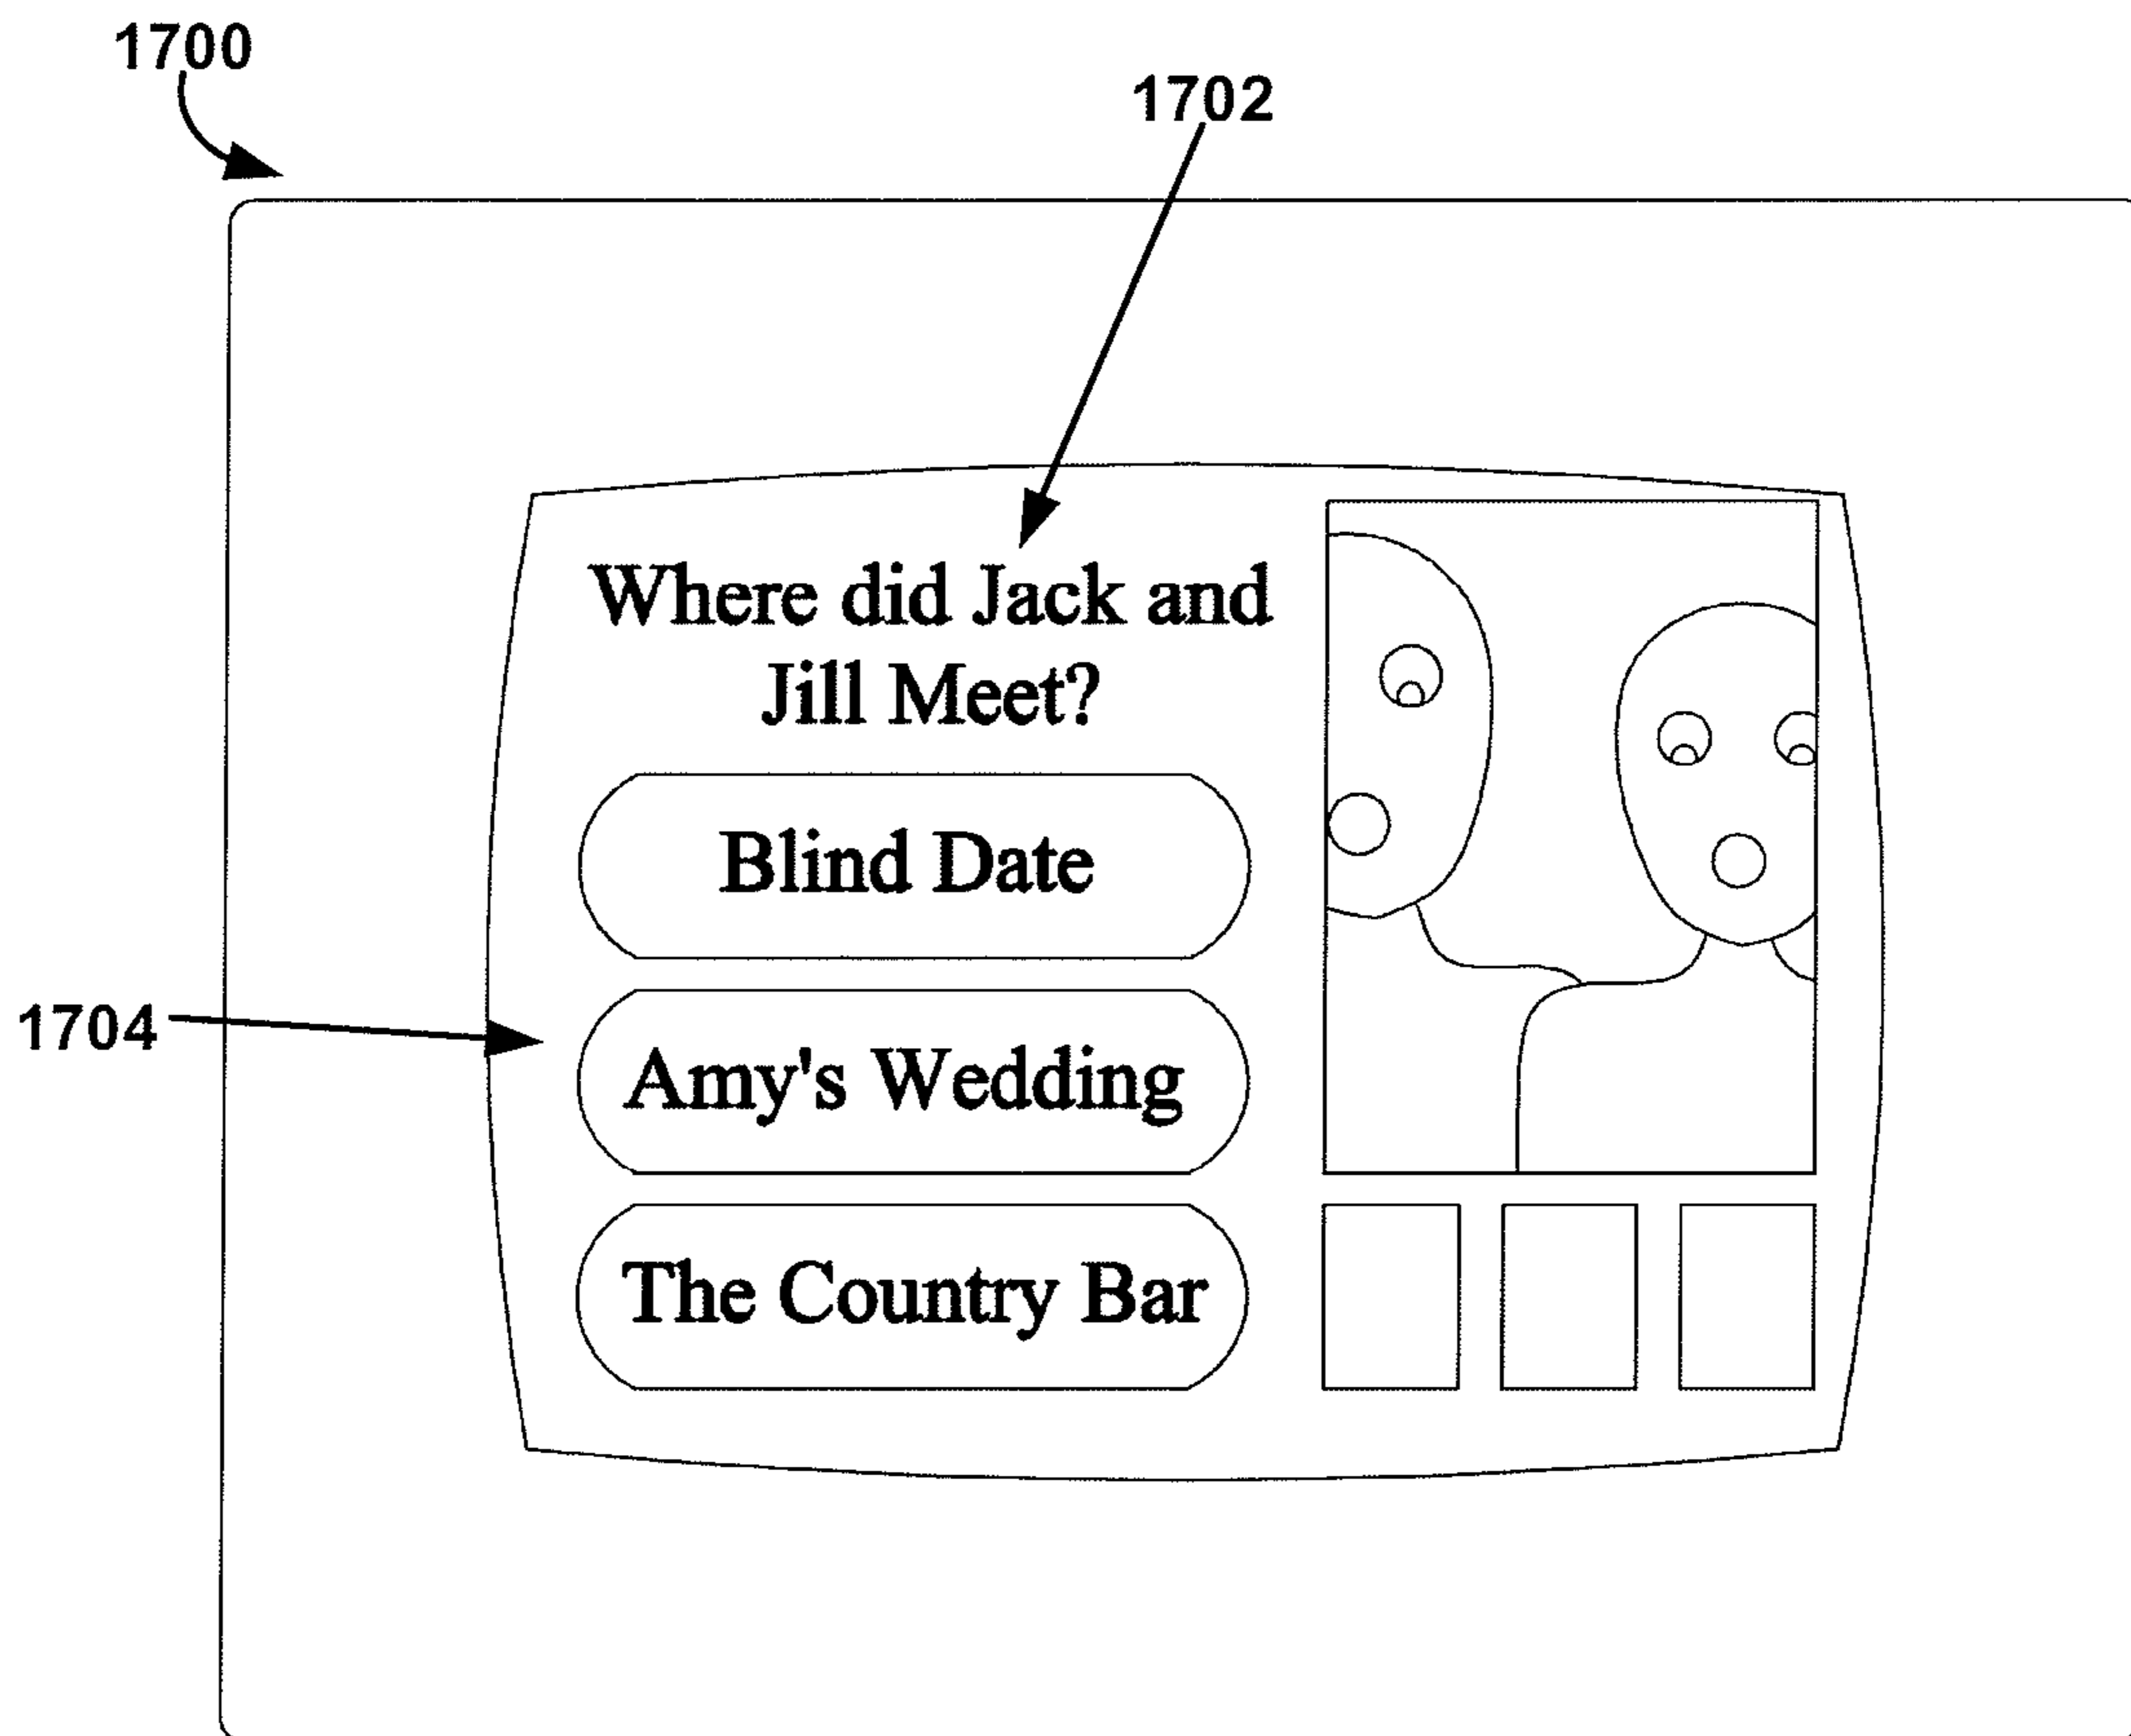 1700
1702
Where did Jack and
Jill Meet?
Blind Date
1704
Amy's Wedding
The Country Bar